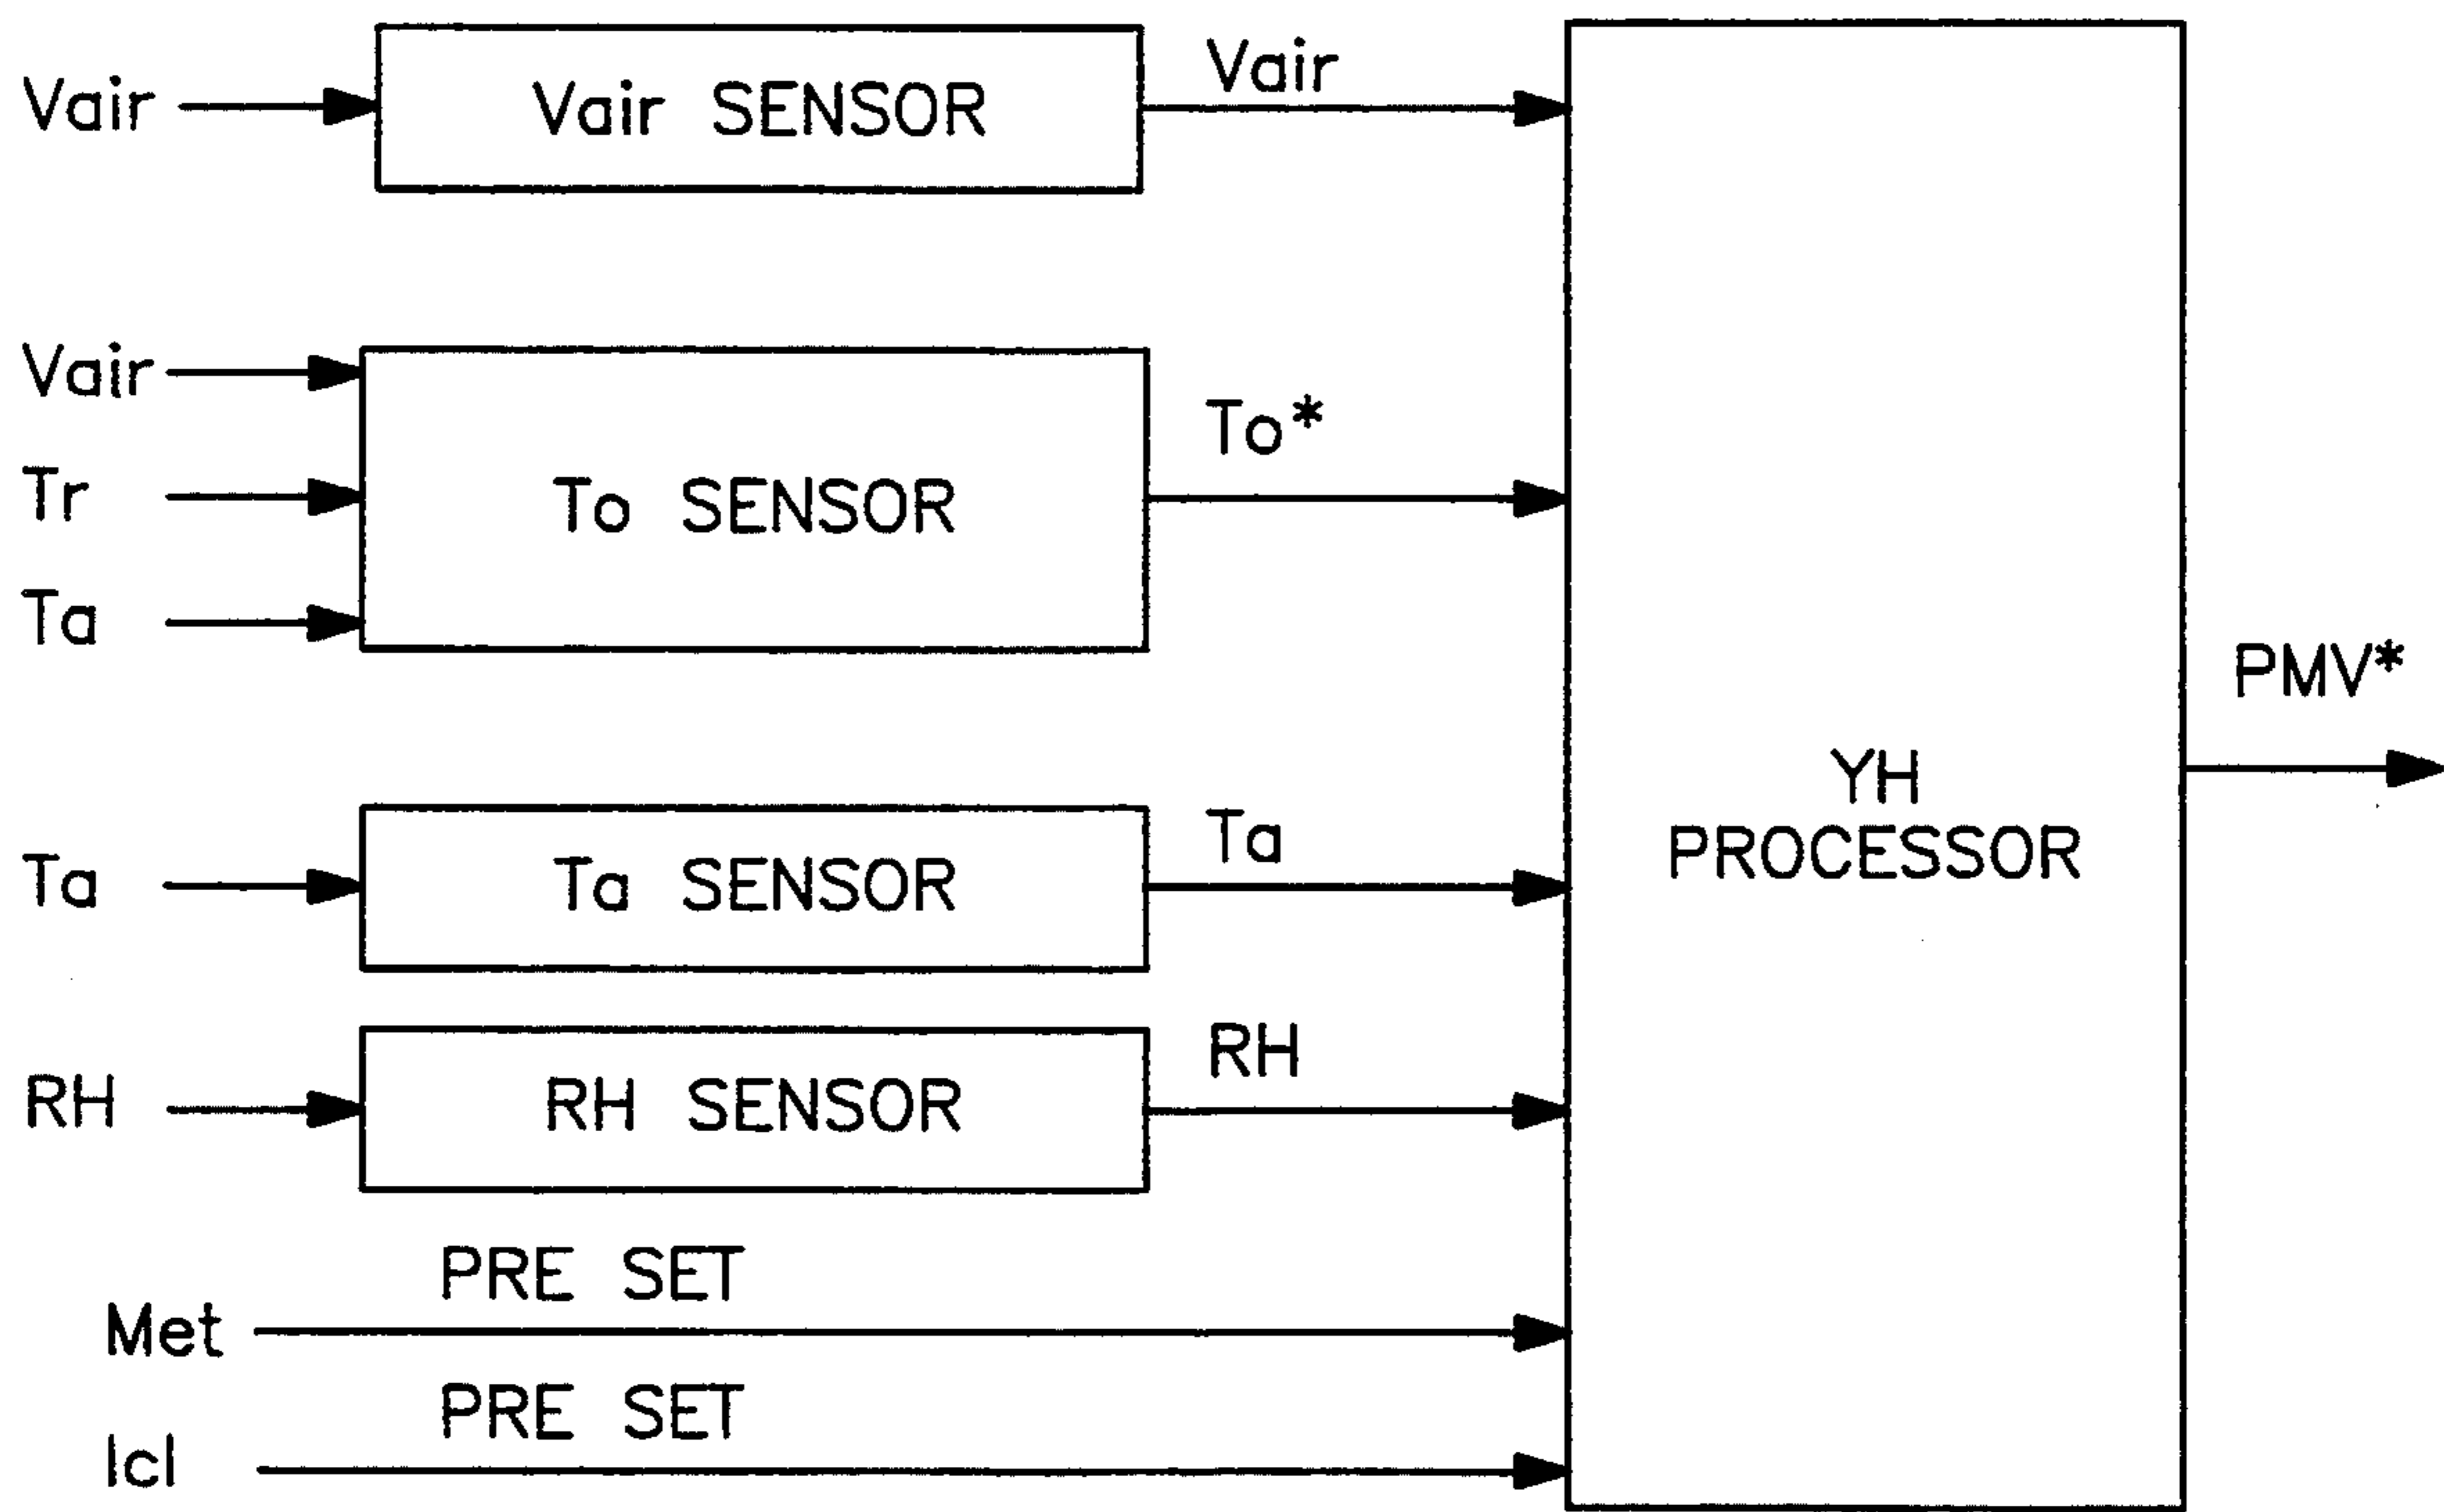 Vair
Vair SENSOR
Vair
Vair
Tr
Ta
To SENSOR
To*
Ta
Ta SENSOR
Ta
RH
RH SENSOR
RH
Met
PRE SET
Icl
PRE SET
YH
PROCESSOR
PMV*